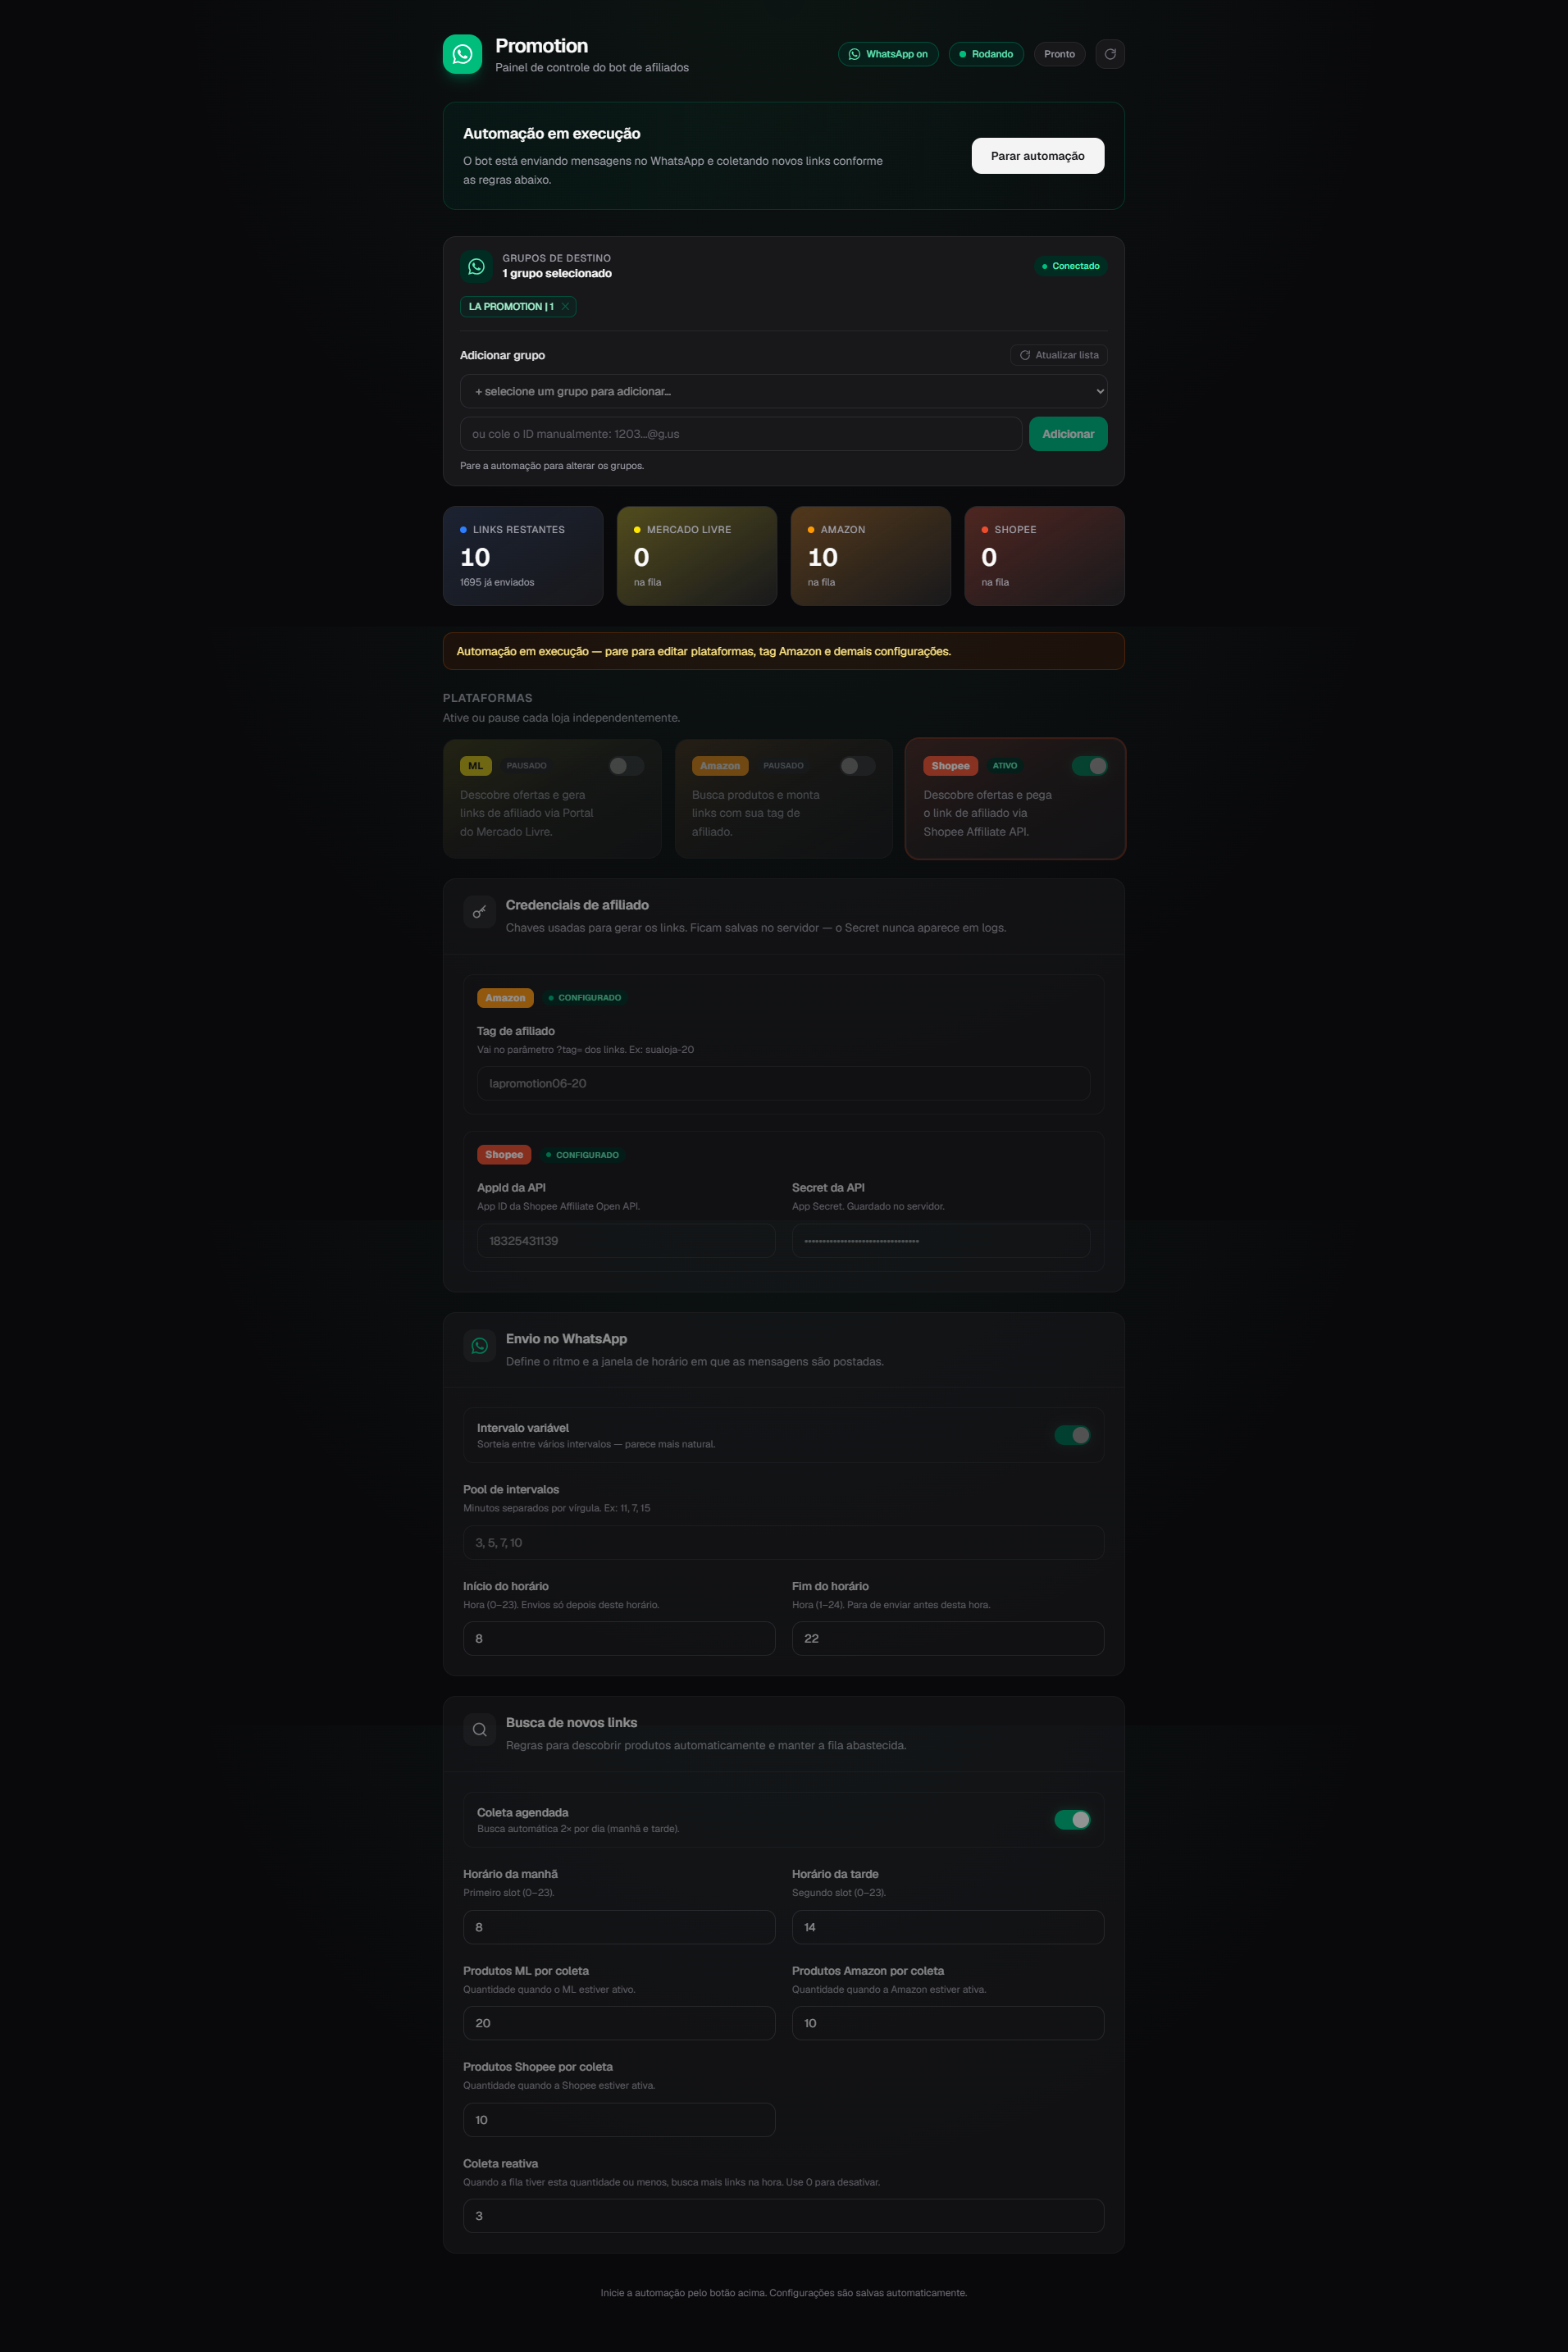 Promotion
Painel de controle do bot de afiliados
WhatsApp on
Rodando
Pronto
Automação em execução
O bot está enviando mensagens no WhatsApp e coletando novos links conforme
as regras abaixo.
Parar automação
GRUPOS DE DESTINO
1 grupo selecionado
Conectado
LA PROMOTION | 1
Adicionar grupo
Atualizar lista
+ selecione um grupo para adicionar...
ou cole o ID manualmente: 1203...@g.us
Adicionar
Pare a automação para alterar os grupos.
LINKS RESTANTES
10
1695 já enviados
MERCADO LIVRE
0
na fila
AMAZON
10
na fila
SHOPEE
0
na fila
Automação em execução — pare para editar plataformas, tag Amazon e demais configurações.
PLATAFORMAS
Ative ou pause cada loja independentemente.
ML
PAUSADO
Descobre ofertas e gera
links de afiliado via Portal
do Mercado Livre.
Amazon
PAUSADO
Busca produtos e monta
links com sua tag de
afiliado.
Shopee
ATIVO
Descobre ofertas e pega
o link de afiliado via
Shopee Affiliate API.
Credenciais de afiliado
Chaves usadas para gerar os links. Ficam salvas no servidor — o Secret nunca aparece em logs.
Amazon
CONFIGURADO
Tag de afiliado
Vai no parâmetro ?tag= dos links. Ex: sualoja-20
lapromotion06-20
Shopee
CONFIGURADO
AppId da API
App ID da Shopee Affiliate Open API.
18325431139
Secret da API
App Secret. Guardado no servidor.
Envio no WhatsApp
Define o ritmo e a janela de horário em que as mensagens são postadas.
Intervalo variável
Sorteia entre vários intervalos — parece mais natural.
Pool de intervalos
Minutos separados por vírgula. Ex: 11, 7, 15
3, 5, 7, 10
Início do horário
Hora (0–23). Envios só depois deste horário.
8
Fim do horário
Hora (1–24). Para de enviar antes desta hora.
22
Busca de novos links
Regras para descobrir produtos automaticamente e manter a fila abastecida.
Coleta agendada
Busca automática 2× por dia (manhã e tarde).
Horário da manhã
Primeiro slot (0–23).
8
Horário da tarde
Segundo slot (0–23).
14
Produtos ML por coleta
Quantidade quando o ML estiver ativo.
20
Produtos Amazon por coleta
Quantidade quando a Amazon estiver ativa.
10
Produtos Shopee por coleta
Quantidade quando a Shopee estiver ativa.
10
Coleta reativa
Quando a fila tiver esta quantidade ou menos, busca mais links na hora. Use 0 para desativar.
3
Inicie a automação pelo botão acima. Configurações são salvas automaticamente.